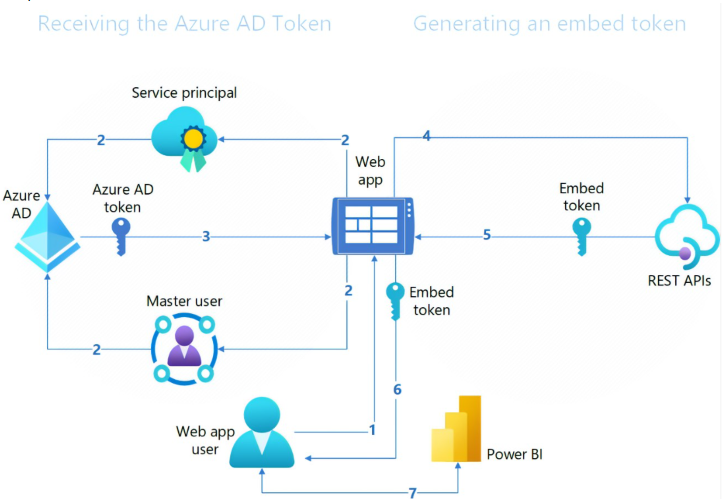 Receiving the Azure AD Token
Generating an embed token
Service principal
2
2
4
Web
app
Azure
AD
Azure AD
token
3
Embed
token
5
REST APIs
Master user
2
2
Embed
token
6
Web app
user
1
Power BI
7